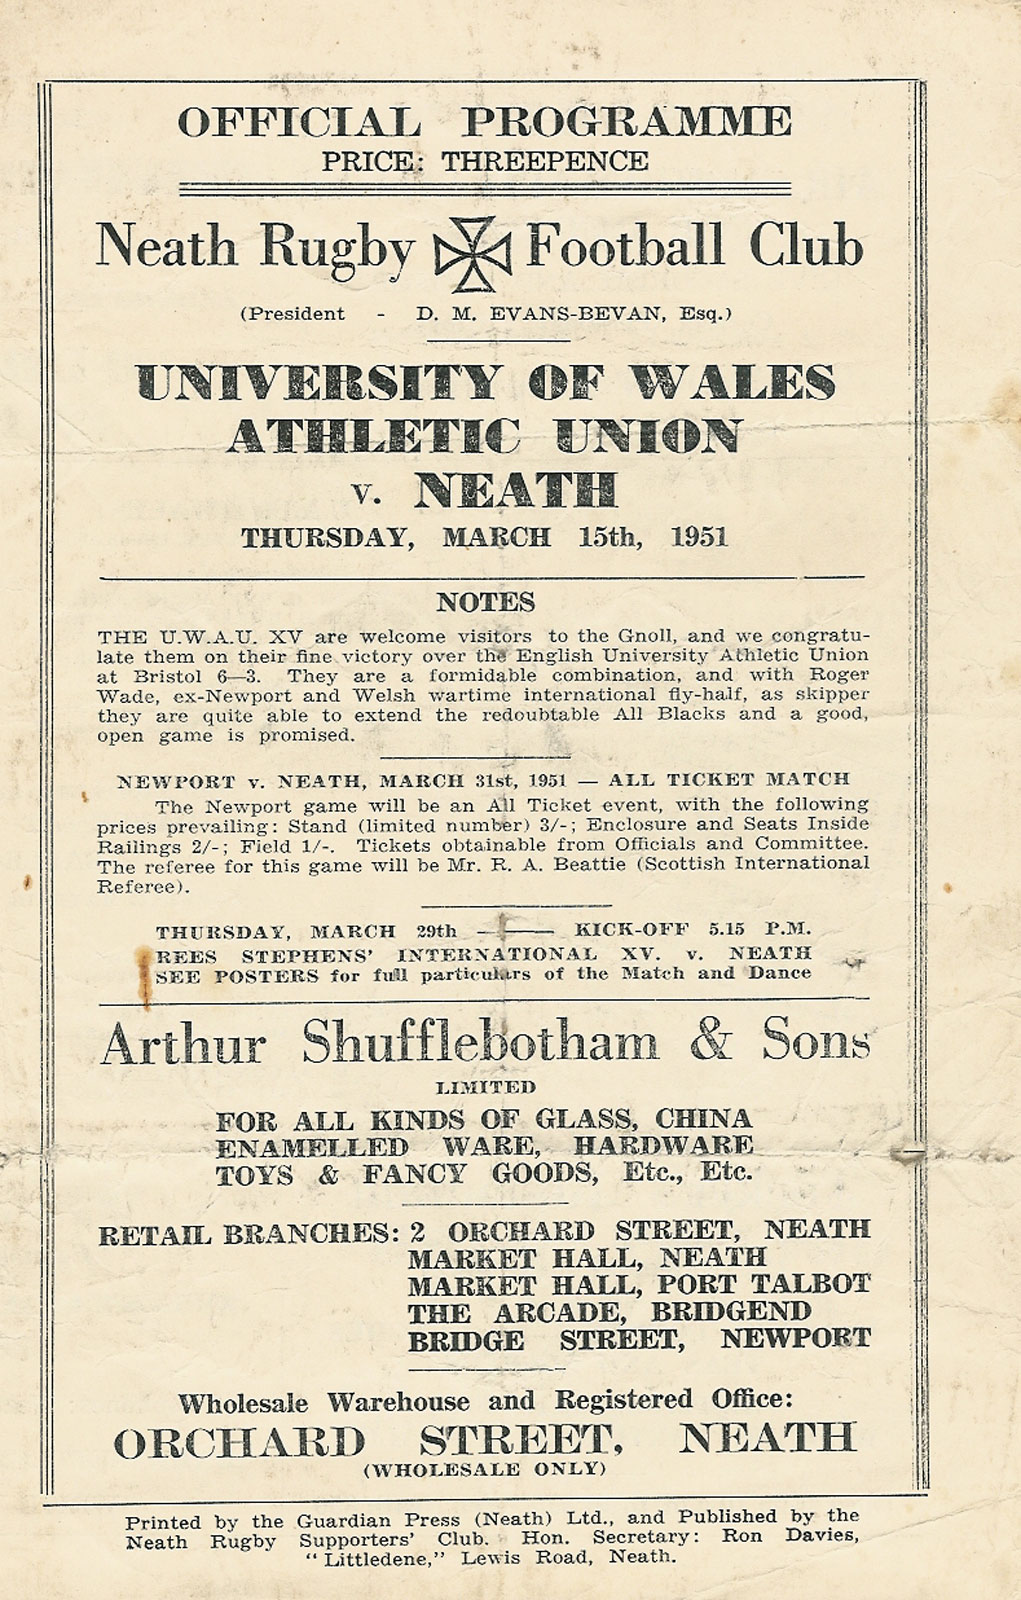 OFFICIAL PROGRAMME
PRICE: THREEPENCE
Neath Rugby Football Club
(President - D. M. EVANS-BEVAN, Esq.)
UNIVERSITY OF WALES
ATHLETIC UNION
v. NEATH
THURSDAY, MARCH 15th, 1951
NOTES
THE U.W.A.U. XV are welcome visitors to the Gnoll, and we congratu-
late them on their fine victory over the English University Athletic Union
at Bristol 6—3. They are a formidable combination, and with Roger
Wade, ex-Newport and Welsh wartime international fly-half, as skipper
they are quite able to extend the redoubtable All Blacks and a good,
open game is promised.
NEWPORT v. NEATH, MARCH 31st, 1951 — ALL TICKET MATCH
The Newport game will be an All Ticket event, with the following
prices prevailing: Stand (limited number) 3/-; Enclosure and Seats Inside
Railings 2/-; Field 1/-. Tickets obtainable from Officials and Committee.
The referee for this game will be Mr. R. A. Beattie (Scottish International
Referee).
THURSDAY, MARCH 29th —— KICK-OFF 5.15 P.M.
REES STEPHENS' INTERNATIONAL XV. v. NEATH
SEE POSTERS for full particulars of the Match and Dance
Arthur Shufflebotham & Sons
LIMITED
FOR ALL KINDS OF GLASS, CHINA
ENAMELLED WARE, HARDWARE
TOYS & FANCY GOODS, Etc., Etc.
RETAIL BRANCHES: 2 ORCHARD STREET, NEATH
MARKET HALL, NEATH
MARKET HALL, PORT TALBOT
THE ARCADE, BRIDGEND
BRIDGE STREET, NEWPORT
Wholesale Warehouse and Registered Office:
ORCHARD STREET, NEATH
(WHOLESALE ONLY)
Printed by the Guardian Press (Neath) Ltd., and Published by the
Neath Rugby Supporters' Club. Hon. Secretary: Ron Davies,
"Littledene," Lewis Road, Neath.